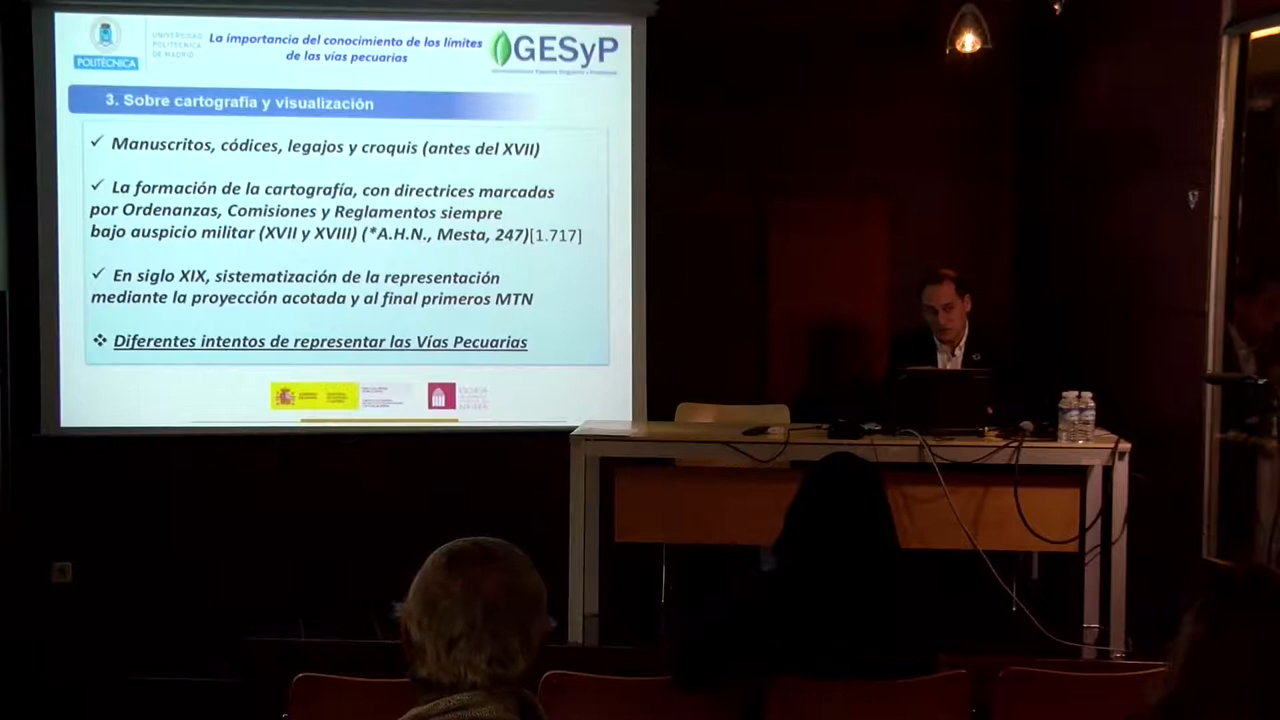 UNIVERSIDAD
POLITÉCNICA
DE MADRID
POLITÉCNICA
La importancia del conocimiento de los límites
de las vías pecuarias
GESyP
3. Sobre cartografía y visualización
✓ Manuscritos, códices, legajos y croquis (antes del XVII)
✓ La formación de la cartografía, con directrices marcadas
por Ordenanzas, Comisiones y Reglamentos siempre
bajo auspicio militar (XVII y XVIII) (*A.H.N., Mesta, 247)[1.717]
✓ En siglo XIX, sistematización de la representación
mediante la proyección acotada y al final primeros MTN
❖ Diferentes intentos de representar las Vías Pecuarias